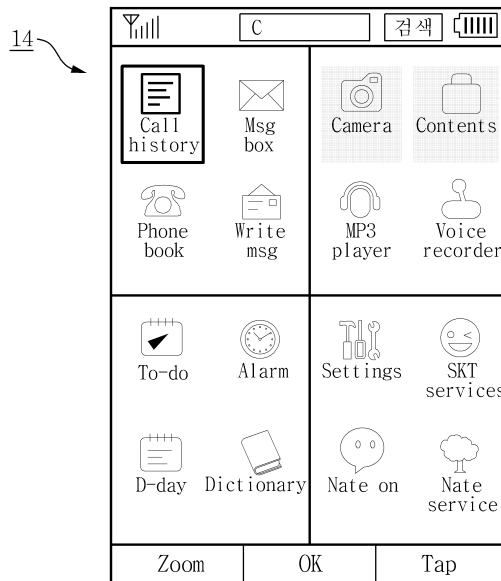 14
C 검색
Call history
Msg box
Camera
Contents
Phone book
Write msg
MP3 player
Voice recorder
To-do
Alarm
Settings
SKT services
D-day
Dictionary
Nate on
Nate service
Zoom OK Tap